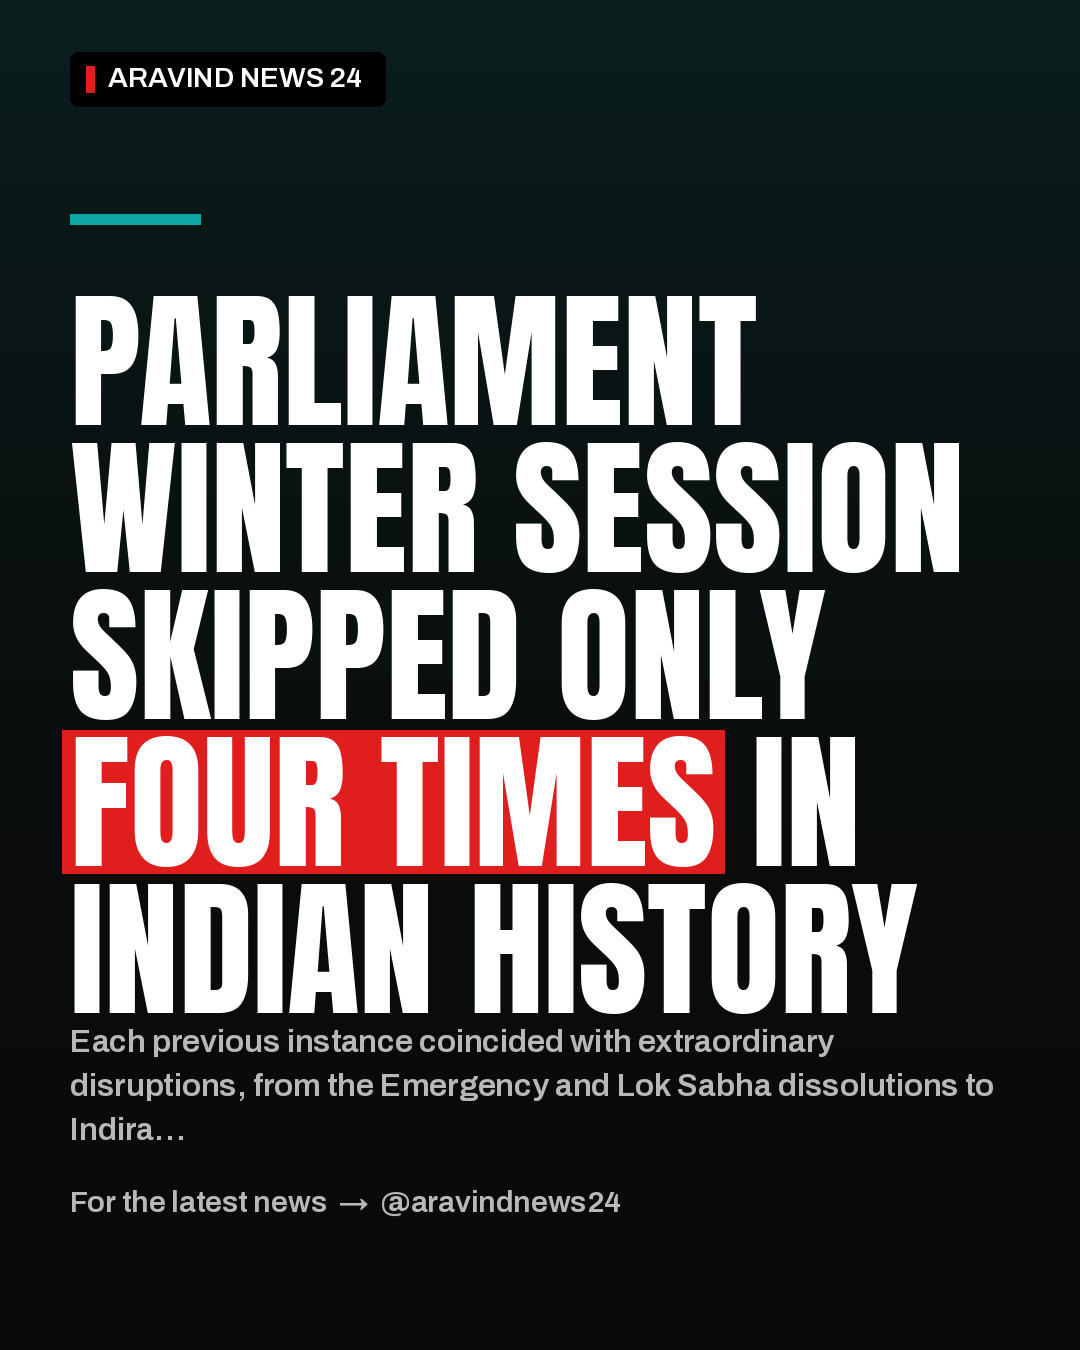 ARAVIND NEWS 24
PARLIAMENT
WINTER SESSION
SKIPPED ONLY
FOUR TIMES IN
INDIAN HISTORY
Each previous instance coincided with extraordinary
disruptions, from the Emergency and Lok Sabha dissolutions to
Indira...
For the latest news → @aravindnews24